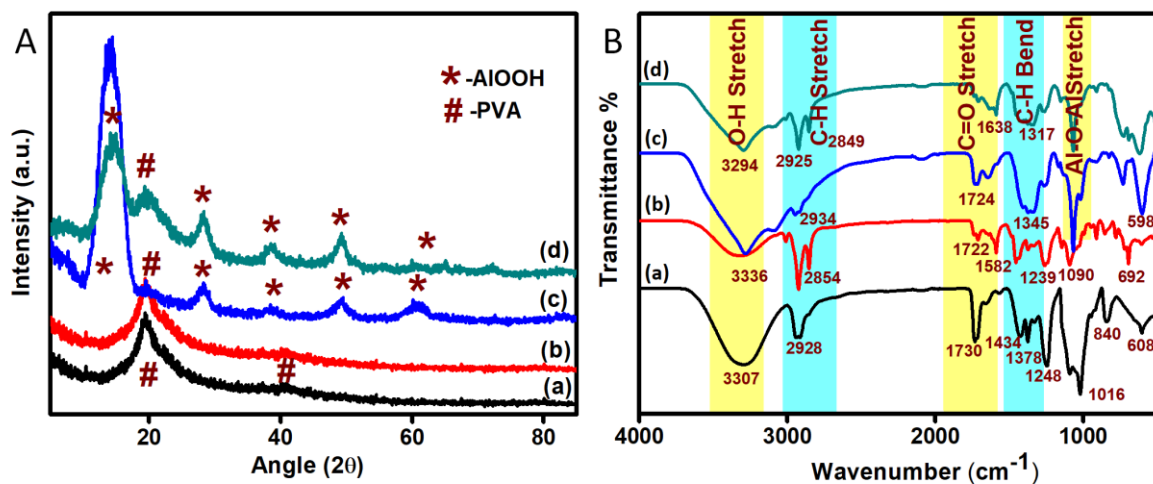 A
* -AlOOH
# -PVA
*
#
*
*
*
*
(d)
*
#
*
*
*
*
(c)
(b)
#
#
(a)
20
40
60
80
Angle (2θ)
Intensity (a.u.)
B
O-H Stretch
C-H Stretch
C=O Stretch
C-H Bend
Al-O-AlStretch
(d)
3294
2925
2849
1638
1317
(c)
2934
1724
1345
598
(b)
3336
2854
1722
1582
1239
1090
692
(a)
3307
2928
1730
1434
1378
1248
1016
840
608
4000
3000
2000
1000
Wavenumber (cm-1)
Transmittance %